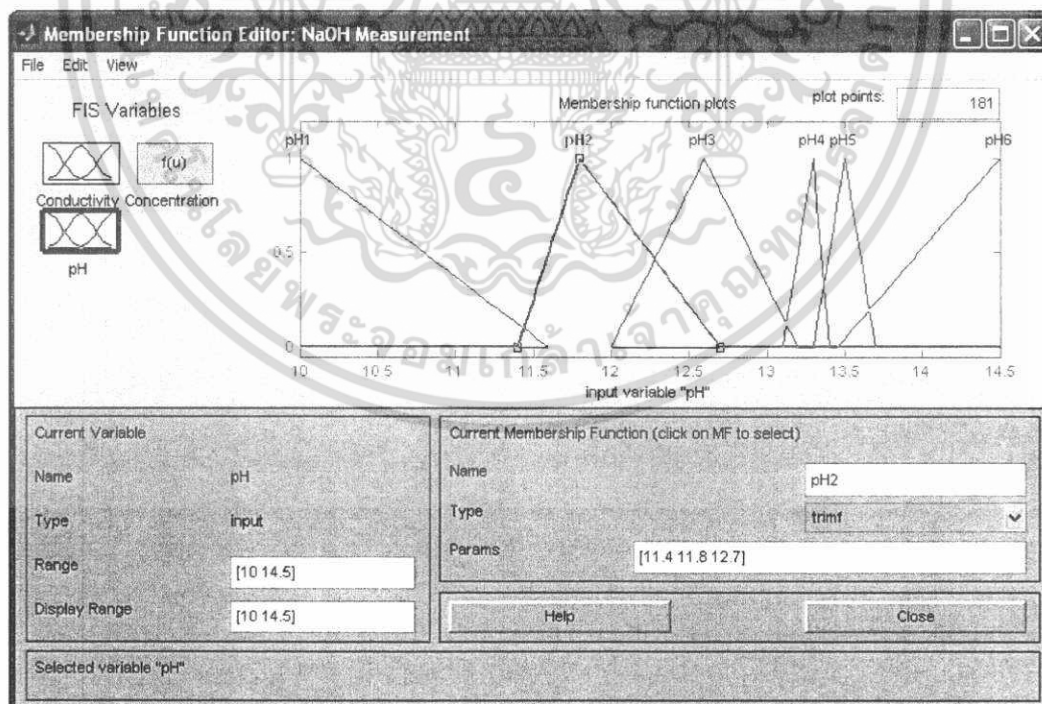 Membership Function Editor: NaOH Measurement
File Edit View
FIS Variables
Membership function plots
plot points:
181
f(u)
Conductivity Concentration
pH
pH1
pH2
pH3
pH4
pH5
pH6
1
0.5
0
10
10.5
11
11.5
12
12.5
13
13.5
14
14.5
input variable "pH"
Current Variable
Name
pH
Type
input
Range
[10 14.5]
Display Range
[10 14.5]
Current Membership Function (click on MF to select)
Name
pH2
Type
trimf
Params
[11.4 11.8 12.7]
Help
Close
Selected variable "pH"